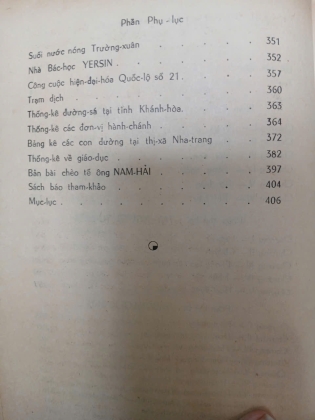 Phần Phụ-lục
Suối nước nóng Trường-xuân . . . . . 351
Nhà Bác-học YERSIN . . . . . . 352
Công cuộc hiện-đại-hóa Quốc-lộ số 21 . . . . 357
Trạm dịch . . . . . . . 360
Thống-kê đường-sá tại tỉnh Khánh-hòa. . . . 363
Thống-kê các đơn-vị hành-chánh . . . . 364
Bảng kê các con đường tại thị-xã Nha-trang . . 372
Thống-kê về giáo-dục . . . . . . 382
Bản bài chèo tế ông NAM-HẢI . . . . 397
Sách báo tham-khảo . . . . . . 404
Mục-lục . . . . . . . . 406